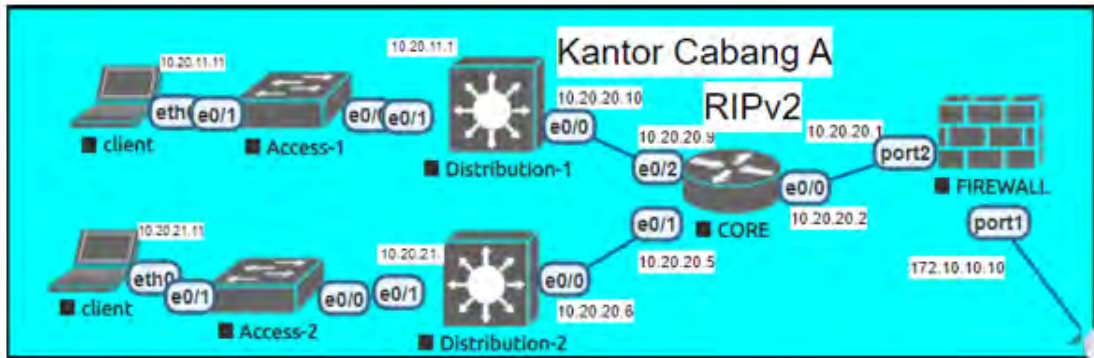 Kantor Cabang A
RIPv2
10.20.11.11
10.20.11.1
10.20.20.10
10.20.20.9
10.20.20.1
e0/1
e0/1
e0/0
e0/2
e0/0
port2
client
Access-1
Distribution-1
CORE
FIREWALL
10.20.20.2
port1
172.10.10.10
10.20.21.11
10.20.21.
eth0
e0/1
e0/0
e0/1
e0/0
e0/1
10.20.20.5
10.20.20.6
client
Access-2
Distribution-2